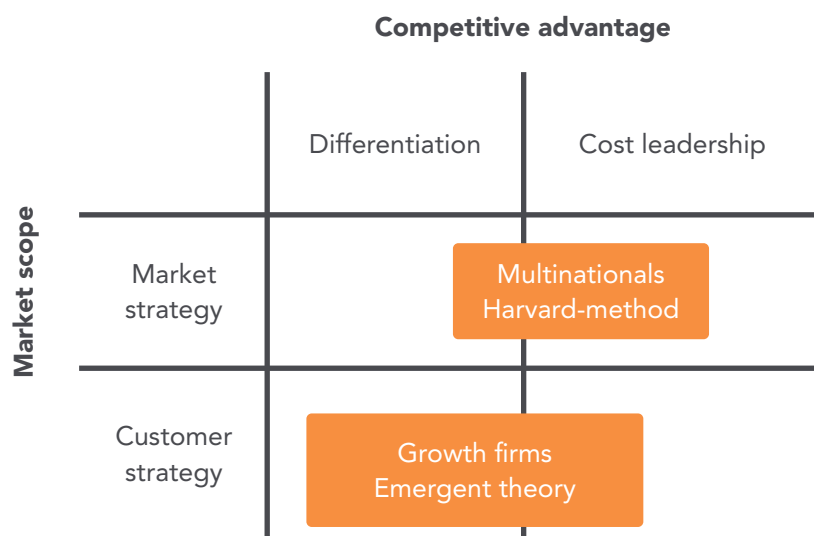 Competitive advantage
Differentiation
Cost leadership
Market scope
Market
strategy
Multinationals
Harvard-method
Customer
strategy
Growth firms
Emergent theory